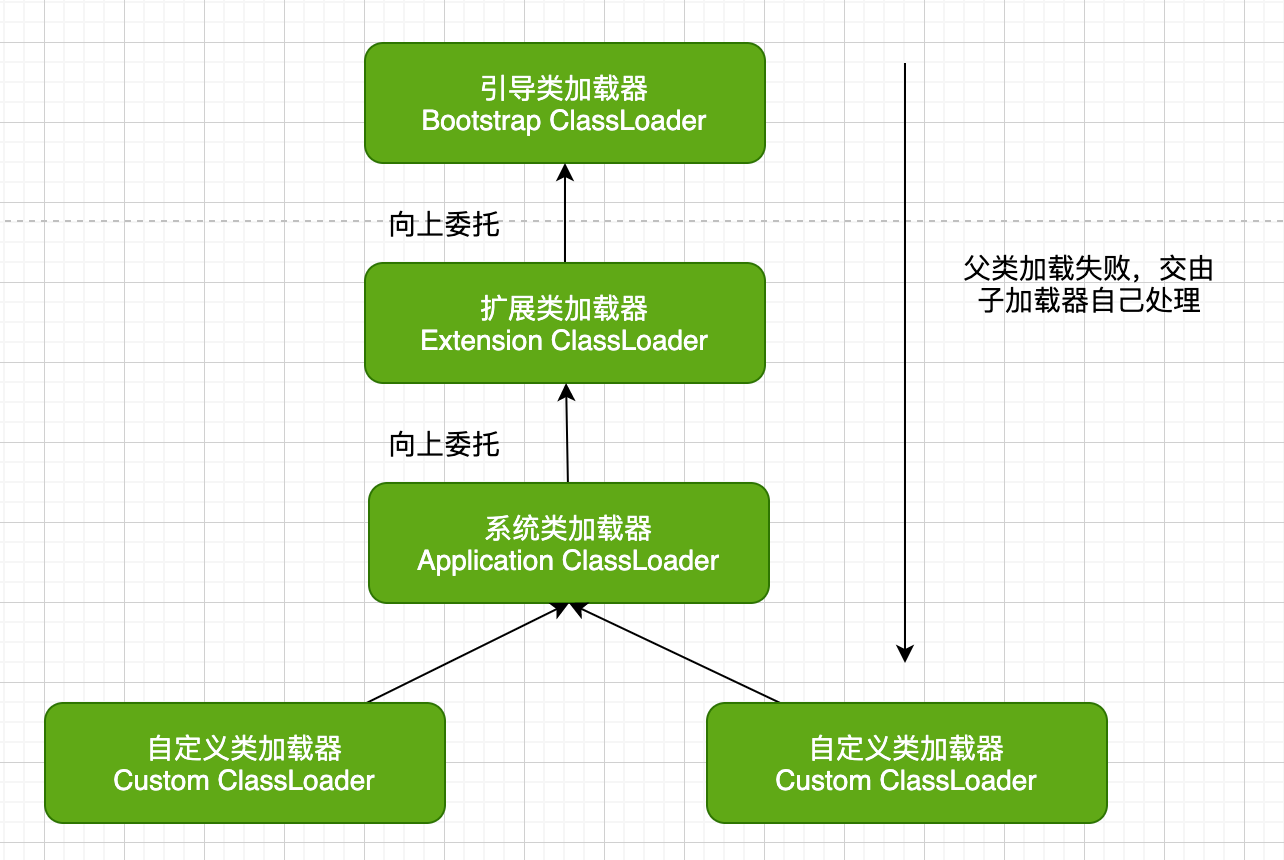 引导类加载器
Bootstrap ClassLoader
向上委托
父类加载失败，交由
子加载器自己处理
扩展类加载器
Extension ClassLoader
向上委托
系统类加载器
Application ClassLoader
自定义类加载器
Custom ClassLoader
自定义类加载器
Custom ClassLoader